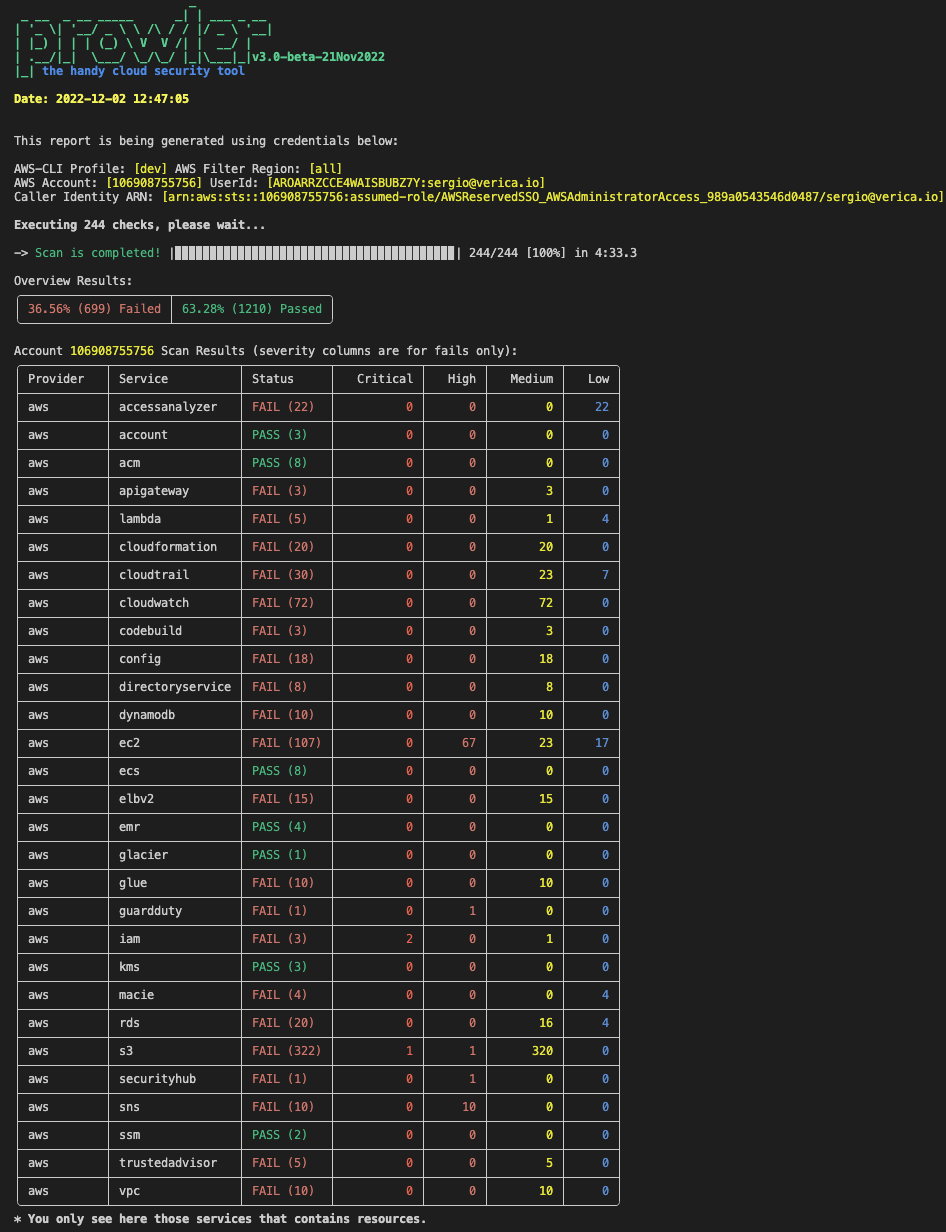 prowler
v3.0-beta-21Nov2022
the handy cloud security tool
Date: 2022-12-02 12:47:05
This report is being generated using credentials below:
AWS-CLI Profile: [dev] AWS Filter Region: [all]
AWS Account: [106908755756] UserId: [AROARRZCCE4WAISBUBZ7Y:sergio@verica.io]
Caller Identity ARN: [arn:aws:sts::106908755756:assumed-role/AWSReservedSSO_AWSAdministratorAccess_989a0543546d0487/sergio@verica.io]
Executing 244 checks, please wait...
-> Scan is completed! | | 244/244 [100%] in 4:33.3
Overview Results:
36.56% (699) Failed 63.28% (1210) Passed
Account 106908755756 Scan Results (severity columns are for fails only):
Provider Service Status Critical High Medium Low
aws accessanalyzer FAIL (22) 0 0 0 22
aws account PASS (3) 0 0 0 0
aws acm PASS (8) 0 0 0 0
aws apigateway FAIL (3) 0 0 3 0
aws lambda FAIL (5) 0 0 1 4
aws cloudformation FAIL (20) 0 0 20 0
aws cloudtrail FAIL (30) 0 0 23 7
aws cloudwatch FAIL (72) 0 0 72 0
aws codebuild FAIL (3) 0 0 3 0
aws config FAIL (18) 0 0 18 0
aws directoryservice FAIL (8) 0 0 8 0
aws dynamodb FAIL (10) 0 0 10 0
aws ec2 FAIL (107) 0 67 23 17
aws ecs PASS (8) 0 0 0 0
aws elbv2 FAIL (15) 0 0 15 0
aws emr PASS (4) 0 0 0 0
aws glacier PASS (1) 0 0 0 0
aws glue FAIL (10) 0 0 10 0
aws guardduty FAIL (1) 0 1 0 0
aws iam FAIL (3) 2 0 1 0
aws kms PASS (3) 0 0 0 0
aws macie FAIL (4) 0 0 0 4
aws rds FAIL (20) 0 0 16 4
aws s3 FAIL (322) 1 1 320 0
aws securityhub FAIL (1) 0 1 0 0
aws sns FAIL (10) 0 10 0 0
aws ssm PASS (2) 0 0 0 0
aws trustedadvisor FAIL (5) 0 0 5 0
aws vpc FAIL (10) 0 0 10 0
* You only see here those services that contains resources.